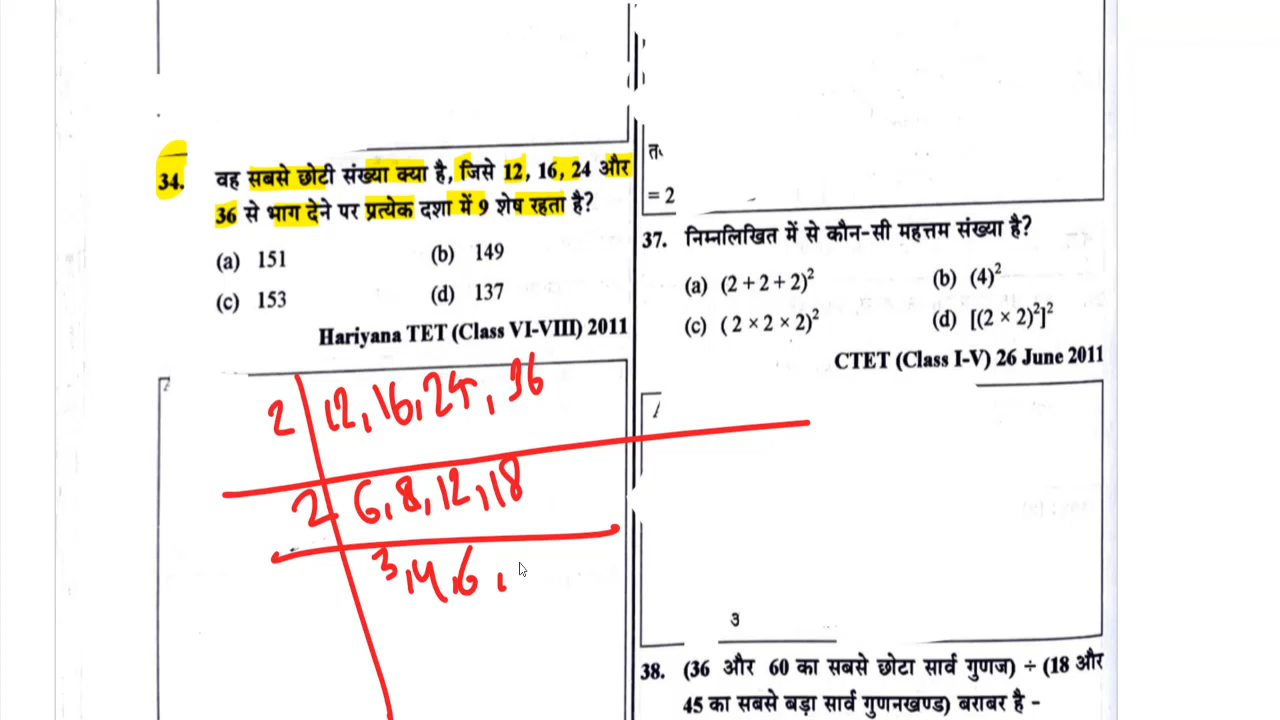 34. वह सबसे छोटी संख्या क्या है, जिसे 12, 16, 24 और
36 से भाग देने पर प्रत्येक दशा में 9 शेष रहता है?
(a) 151 (b) 149
(c) 153 (d) 137
Hariyana TET (Class VI-VIII) 2011
2 12, 16, 24, 36
2 6, 8, 12, 18
3, 4, 6,
= 2
37. निम्नलिखित में से कौन-सी महत्तम संख्या है?
(a) (2 + 2 + 2)² (b) (4)²
(c) ( 2 × 2 × 2)² (d) [(2 × 2)²]²
CTET (Class I-V) 26 June 2011
3
38. (36 और 60 का सबसे छोटा सार्व गुणज) ÷ (18 और
45 का सबसे बड़ा सार्व गुणनखण्ड) बराबर है -